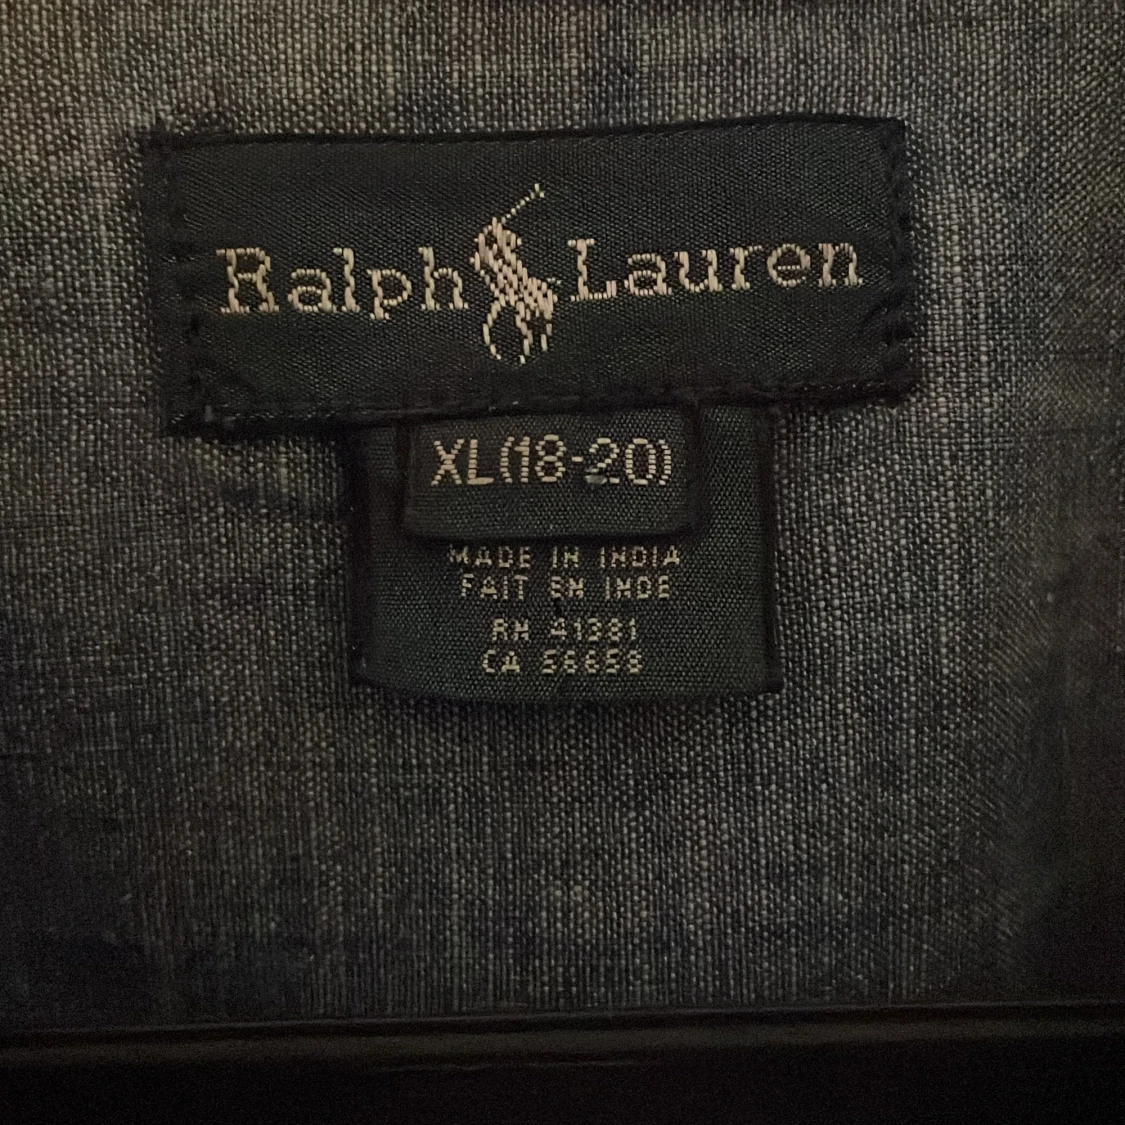 Ralph Lauren
XL(18-20)
MADE IN INDIA
FAIT EN INDE
RN 41381
CA 56658